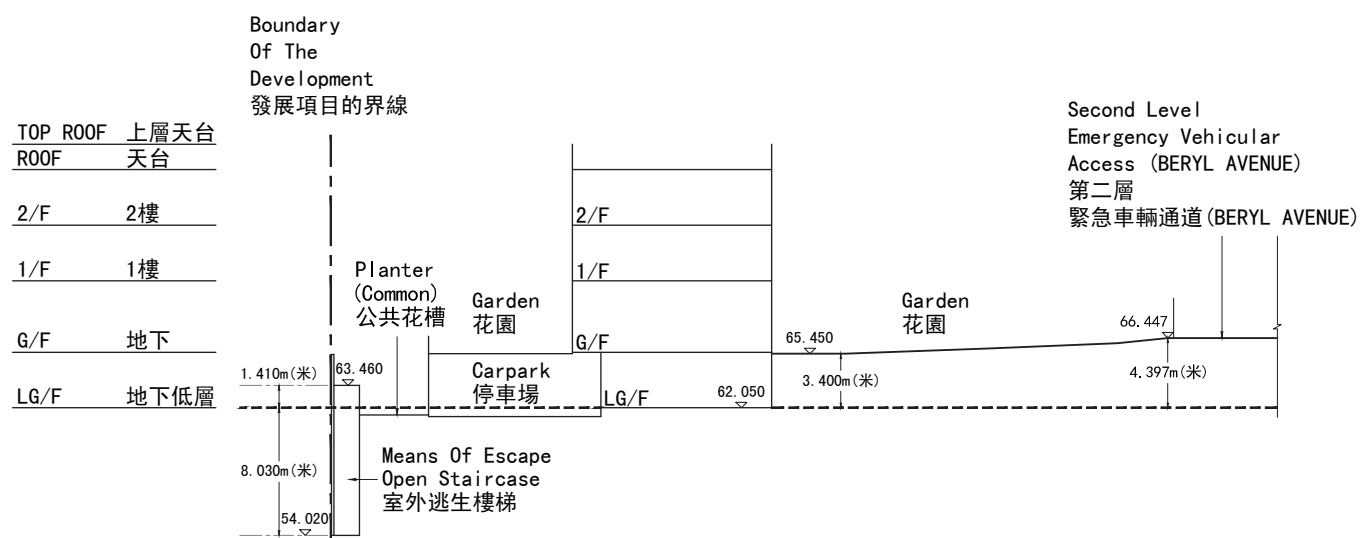 Boundary
Of The
Development
發展項目的界線
Second Level
Emergency Vehicular
Access (BERYL AVENUE)
第二層
緊急車輛通道(BERYL AVENUE)
TOP ROOF 上層天台
ROOF 天台
2/F 2樓
2/F
1/F 1樓
1/F
Planter
(Common)
公共花槽
Garden
花園
Garden
花園
G/F 地下
G/F
65.450
66.447
1.410m(米)
63.460
Carpark
停車場
3.400m(米)
4.397m(米)
LG/F 地下低層
LG/F
62.050
8.030m(米)
Means Of Escape
Open Staircase
室外逃生樓梯
54.020